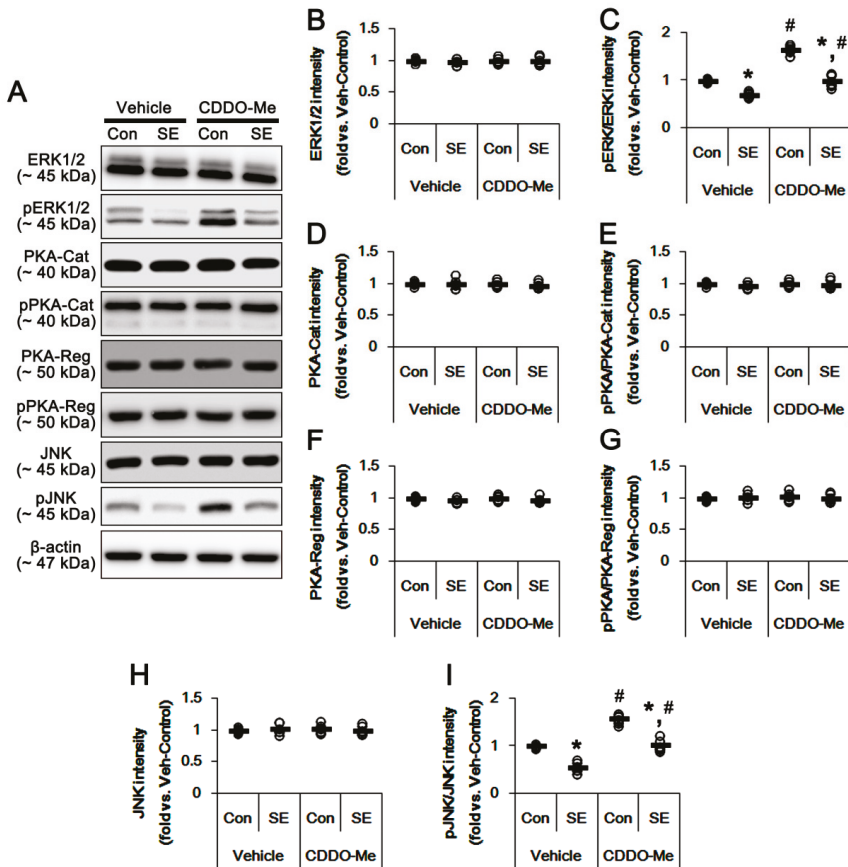 A
Vehicle CDDO-Me
Con SE Con SE
ERK1/2
(~ 45 kDa)
pERK1/2
(~ 45 kDa)
PKA-Cat
(~ 40 kDa)
pPKA-Cat
(~ 40 kDa)
PKA-Reg
(~ 50 kDa)
pPKA-Reg
(~ 50 kDa)
JNK
(~ 45 kDa)
pJNK
(~ 45 kDa)
β-actin
(~ 47 kDa)
B
ERK1/2 intensity
(fold vs. Veh-Control)
1.5
1
0.5
0
Con SE Con SE
Vehicle CDDO-Me
C
pERK/ERK intensity
(fold vs. Veh-Control)
2
1
0
*
#
*, #
Con SE Con SE
Vehicle CDDO-Me
D
PKA-Cat intensity
(fold vs. Veh-Control)
1.5
1
0.5
0
Con SE Con SE
Vehicle CDDO-Me
E
pPKA/PKA-Cat intensity
(fold vs. Veh-Control)
1.5
1
0.5
0
Con SE Con SE
Vehicle CDDO-Me
F
PKA-Reg intensity
(fold vs. Veh-Control)
1.5
1
0.5
0
Con SE Con SE
Vehicle CDDO-Me
G
pPKA/PKA-Reg intensity
(fold vs. Veh-Control)
1.5
1
0.5
0
Con SE Con SE
Vehicle CDDO-Me
H
JNK intensity
(fold vs. Veh-Control)
1.5
1
0.5
0
Con SE Con SE
Vehicle CDDO-Me
I
pJNK/JNK intensity
(fold vs. Veh-Control)
2
1
0
*
#
*, #
Con SE Con SE
Vehicle CDDO-Me